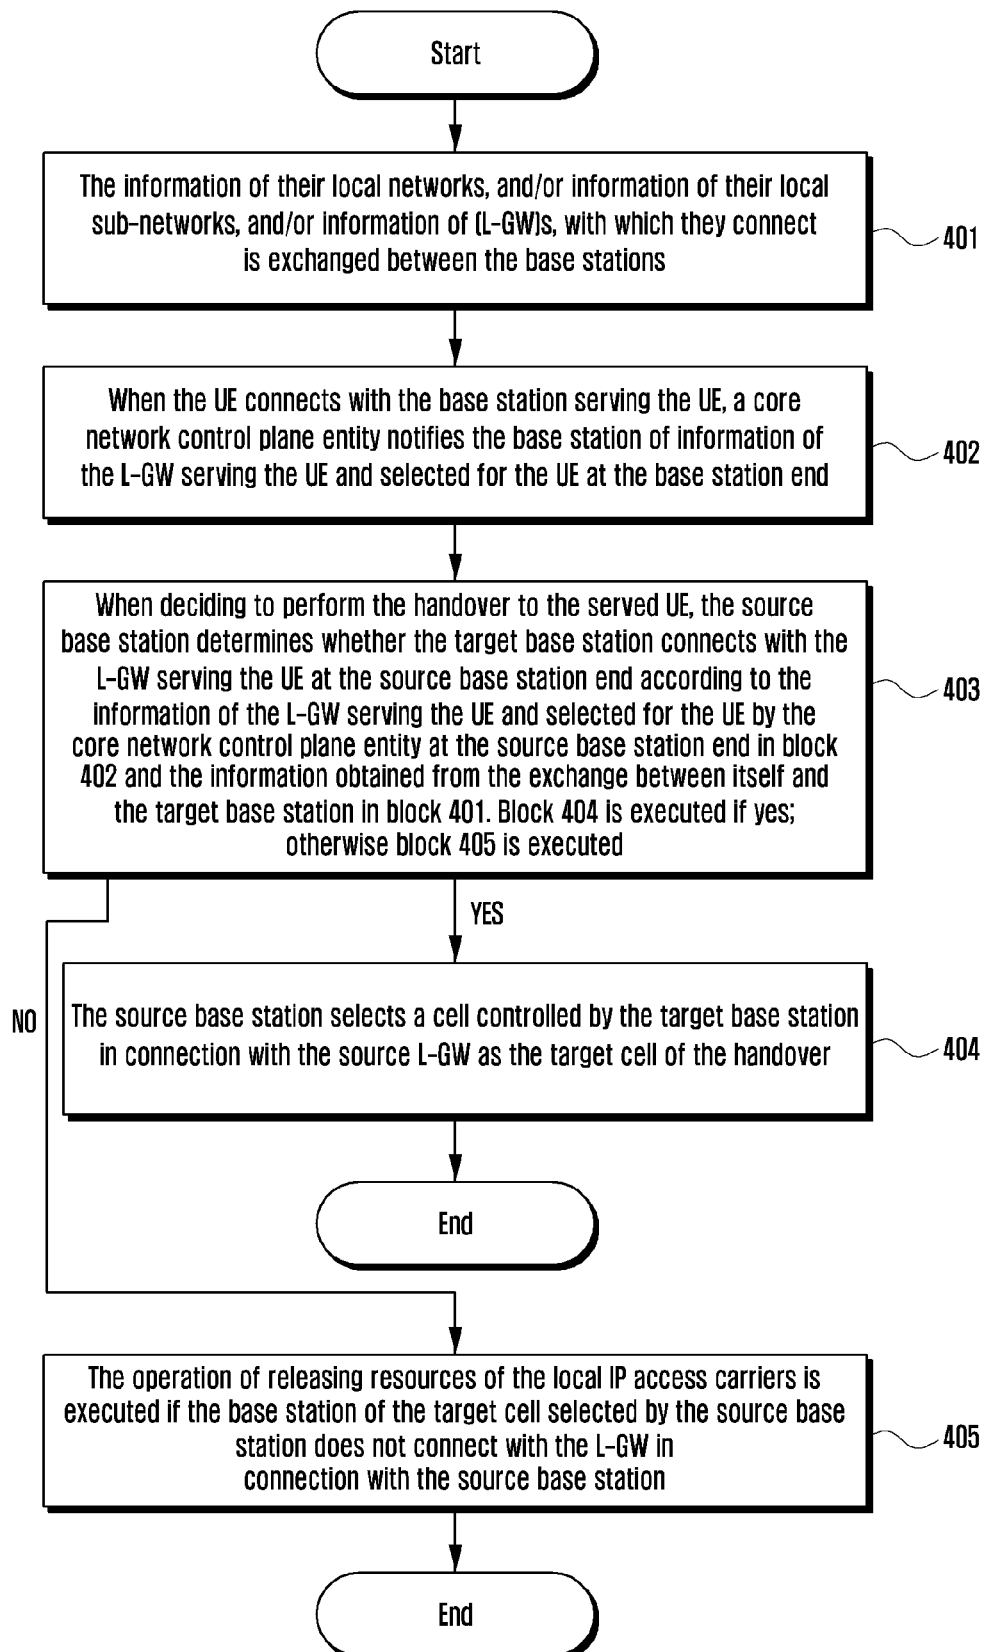 Start
The information of their local networks, and/or information of their local
sub-networks, and/or information of (L-GW)s, with which they connect
is exchanged between the base stations
401
When the UE connects with the base station serving the UE, a core
network control plane entity notifies the base station of information of
the L-GW serving the UE and selected for the UE at the base station end
402
When deciding to perform the handover to the served UE, the source
base station determines whether the target base station connects with the
L-GW serving the UE at the source base station end according to the
information of the L-GW serving the UE and selected for the UE by the
core network control plane entity at the source base station end in block
402 and the information obtained from the exchange between itself and
the target base station in block 401. Block 404 is executed if yes;
otherwise block 405 is executed
403
YES
NO
The source base station selects a cell controlled by the target base station
in connection with the source L-GW as the target cell of the handover
404
End
The operation of releasing resources of the local IP access carriers is
executed if the base station of the target cell selected by the source base
station does not connect with the L-GW in
connection with the source base station
405
End